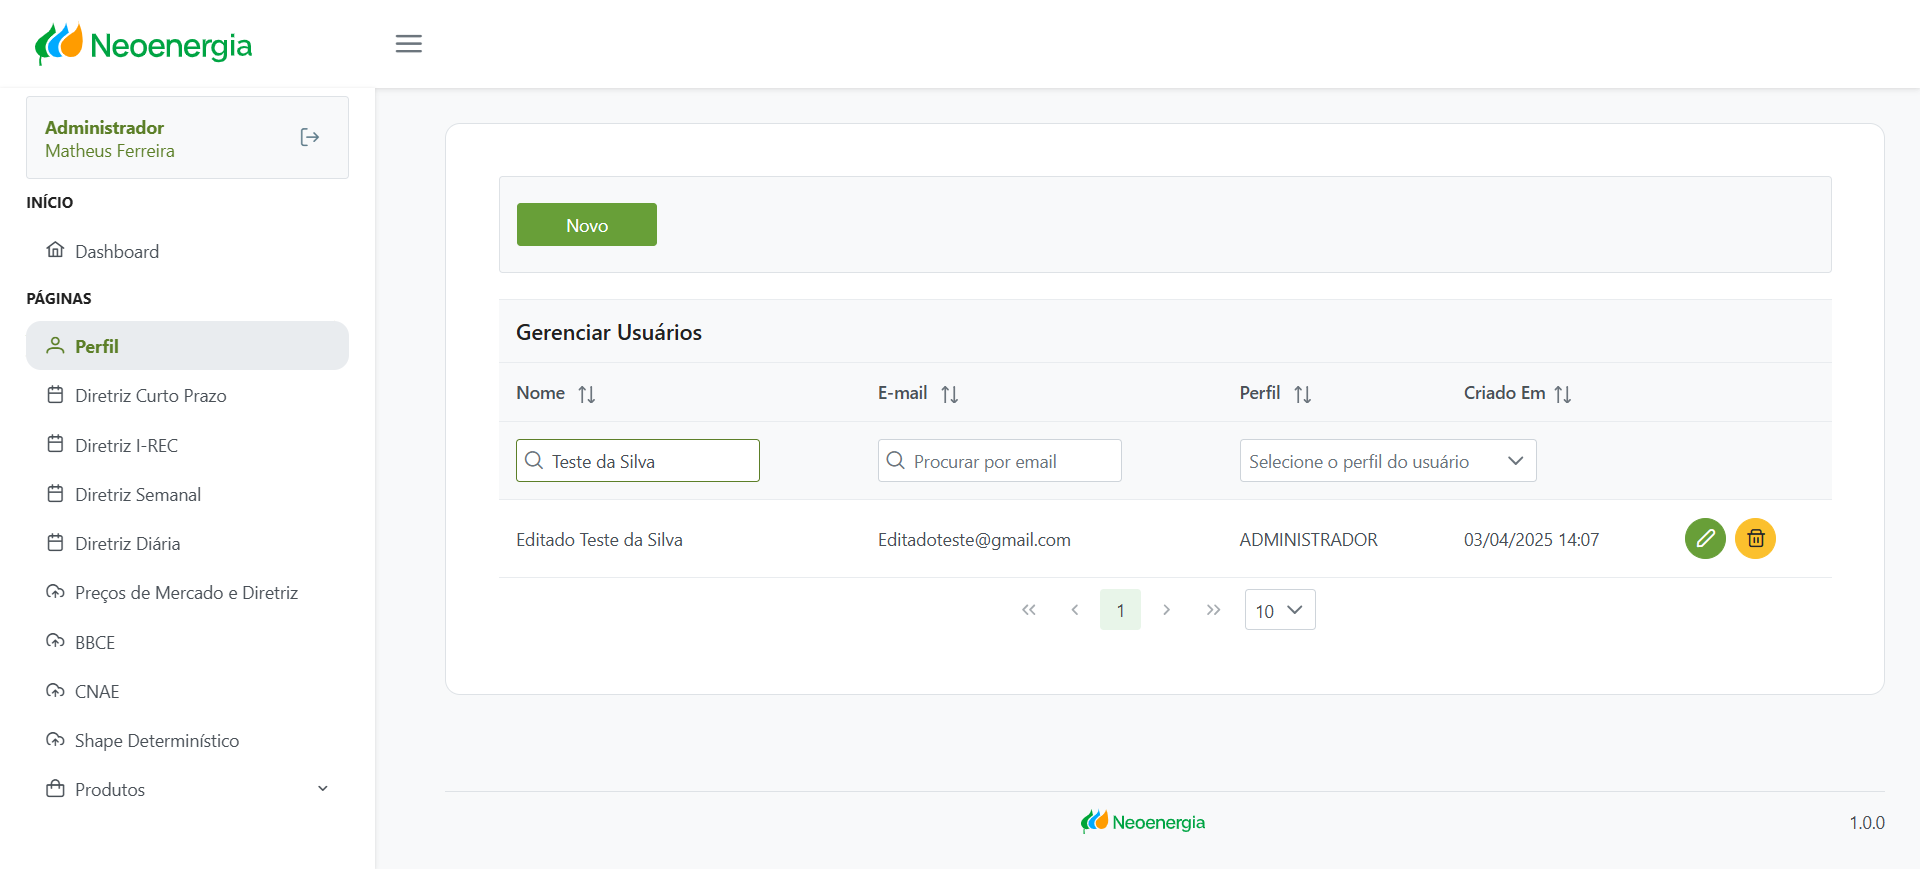 Neoenergia
Administrador
Matheus Ferreira
INÍCIO
Dashboard
PÁGINAS
Perfil
Diretriz Curto Prazo
Diretriz I-REC
Diretriz Semanal
Diretriz Diária
Preços de Mercado e Diretriz
BBCE
CNAE
Shape Determinístico
Produtos
Novo
Gerenciar Usuários
Nome E-mail Perfil Criado Em
Teste da Silva Procurar por email Selecione o perfil do usuário
Editado Teste da Silva Editadoteste@gmail.com ADMINISTRADOR 03/04/2025 14:07
1 10
Neoenergia 1.0.0